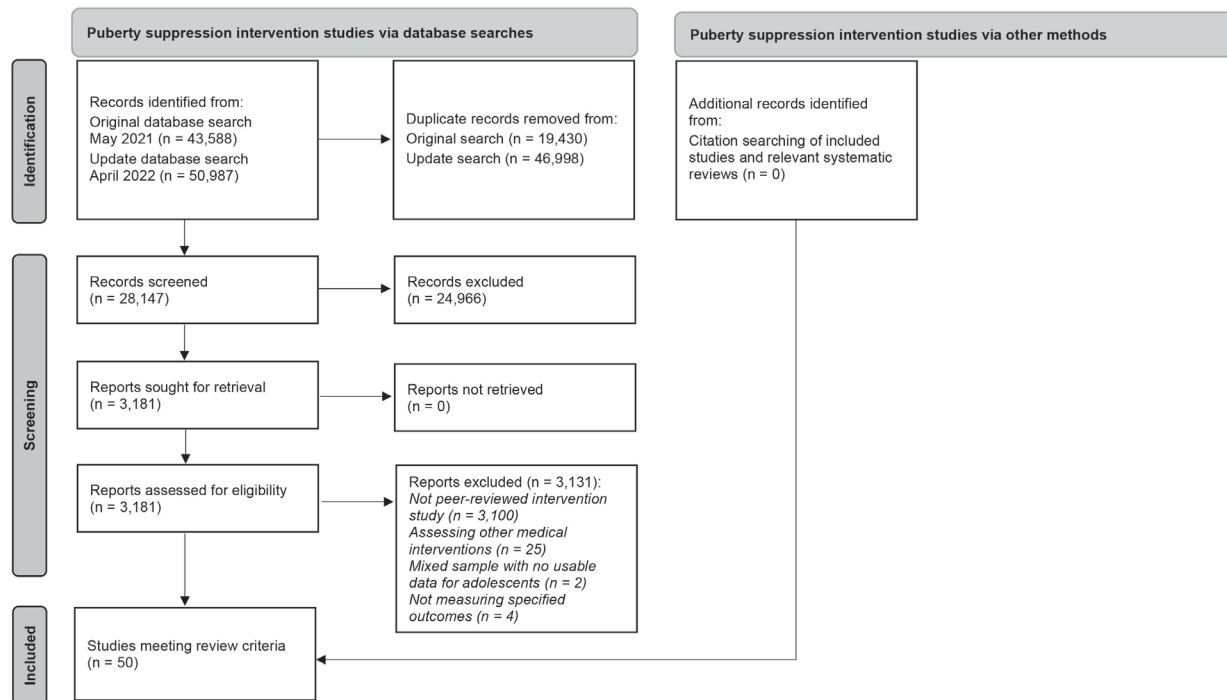 Puberty suppression intervention studies via database searches
Puberty suppression intervention studies via other methods
Identification
Records identified from:
Original database search
May 2021 (n = 43,588)
Update database search
April 2022 (n = 50,987)
Duplicate records removed from:
Original search (n = 19,430)
Update search (n = 46,998)
Additional records identified
from:
Citation searching of included
studies and relevant systematic
reviews (n = 0)
Screening
Records screened
(n = 28,147)
Records excluded
(n = 24,966)
Reports sought for retrieval
(n = 3,181)
Reports not retrieved
(n = 0)
Reports assessed for eligibility
(n = 3,181)
Reports excluded (n = 3,131):
Not peer-reviewed intervention
study (n = 3,100)
Assessing other medical
interventions (n = 25)
Mixed sample with no usable
data for adolescents (n = 2)
Not measuring specified
outcomes (n = 4)
Included
Studies meeting review criteria
(n = 50)